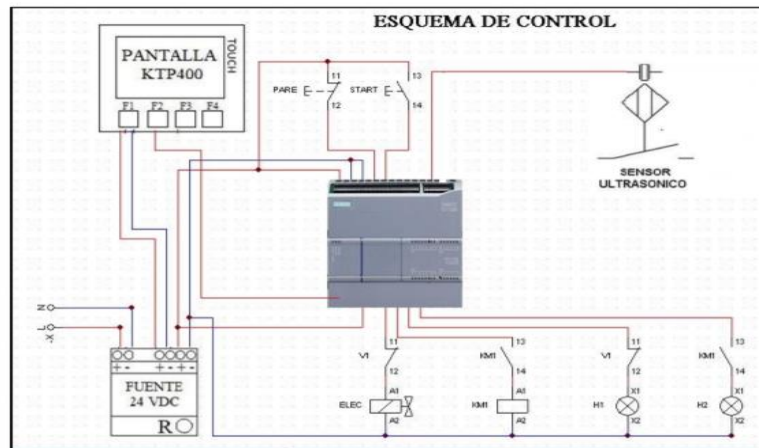 ESQUEMA DE CONTROL
PANTALLA
KTP400
TOUCH
F1 F2 F3 F4
11
PARE
12
13
START
14
13
14
SENSOR
ULTRASONICO
N
L
+ - + - + -
FUENTE
24 VDC
R
V1
11
12
ELEC
A1
A2
KM1
13
14
KM1
A1
A2
V1
11
12
H1
X1
X2
KM1
13
14
H2
X1
X2